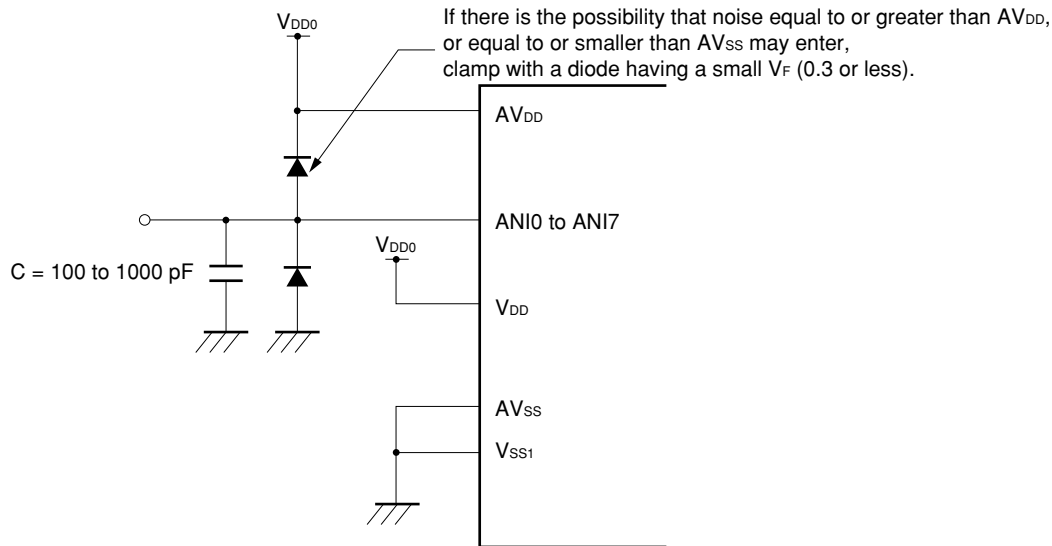 If there is the possibility that noise equal to or greater than AVDD,
or equal to or smaller than AVSS may enter,
clamp with a diode having a small VF (0.3 or less).
VDD0
AVDD
ANI0 to ANI7
VDD0
C = 100 to 1000 pF
VDD
AVSS
VSS1